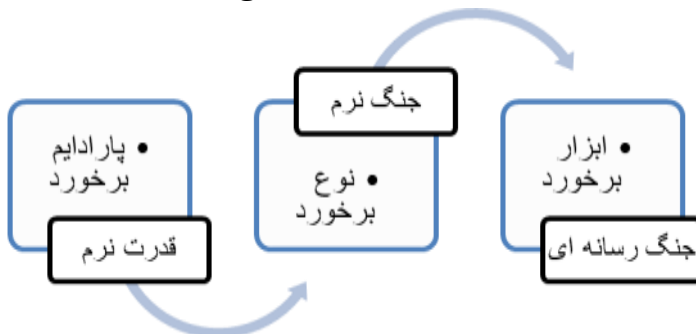 • پارادایم
برخورد
قدرت نرم
جنگ نرم
• نوع
برخورد
• ابزار
برخورد
جنگ رسانه ای